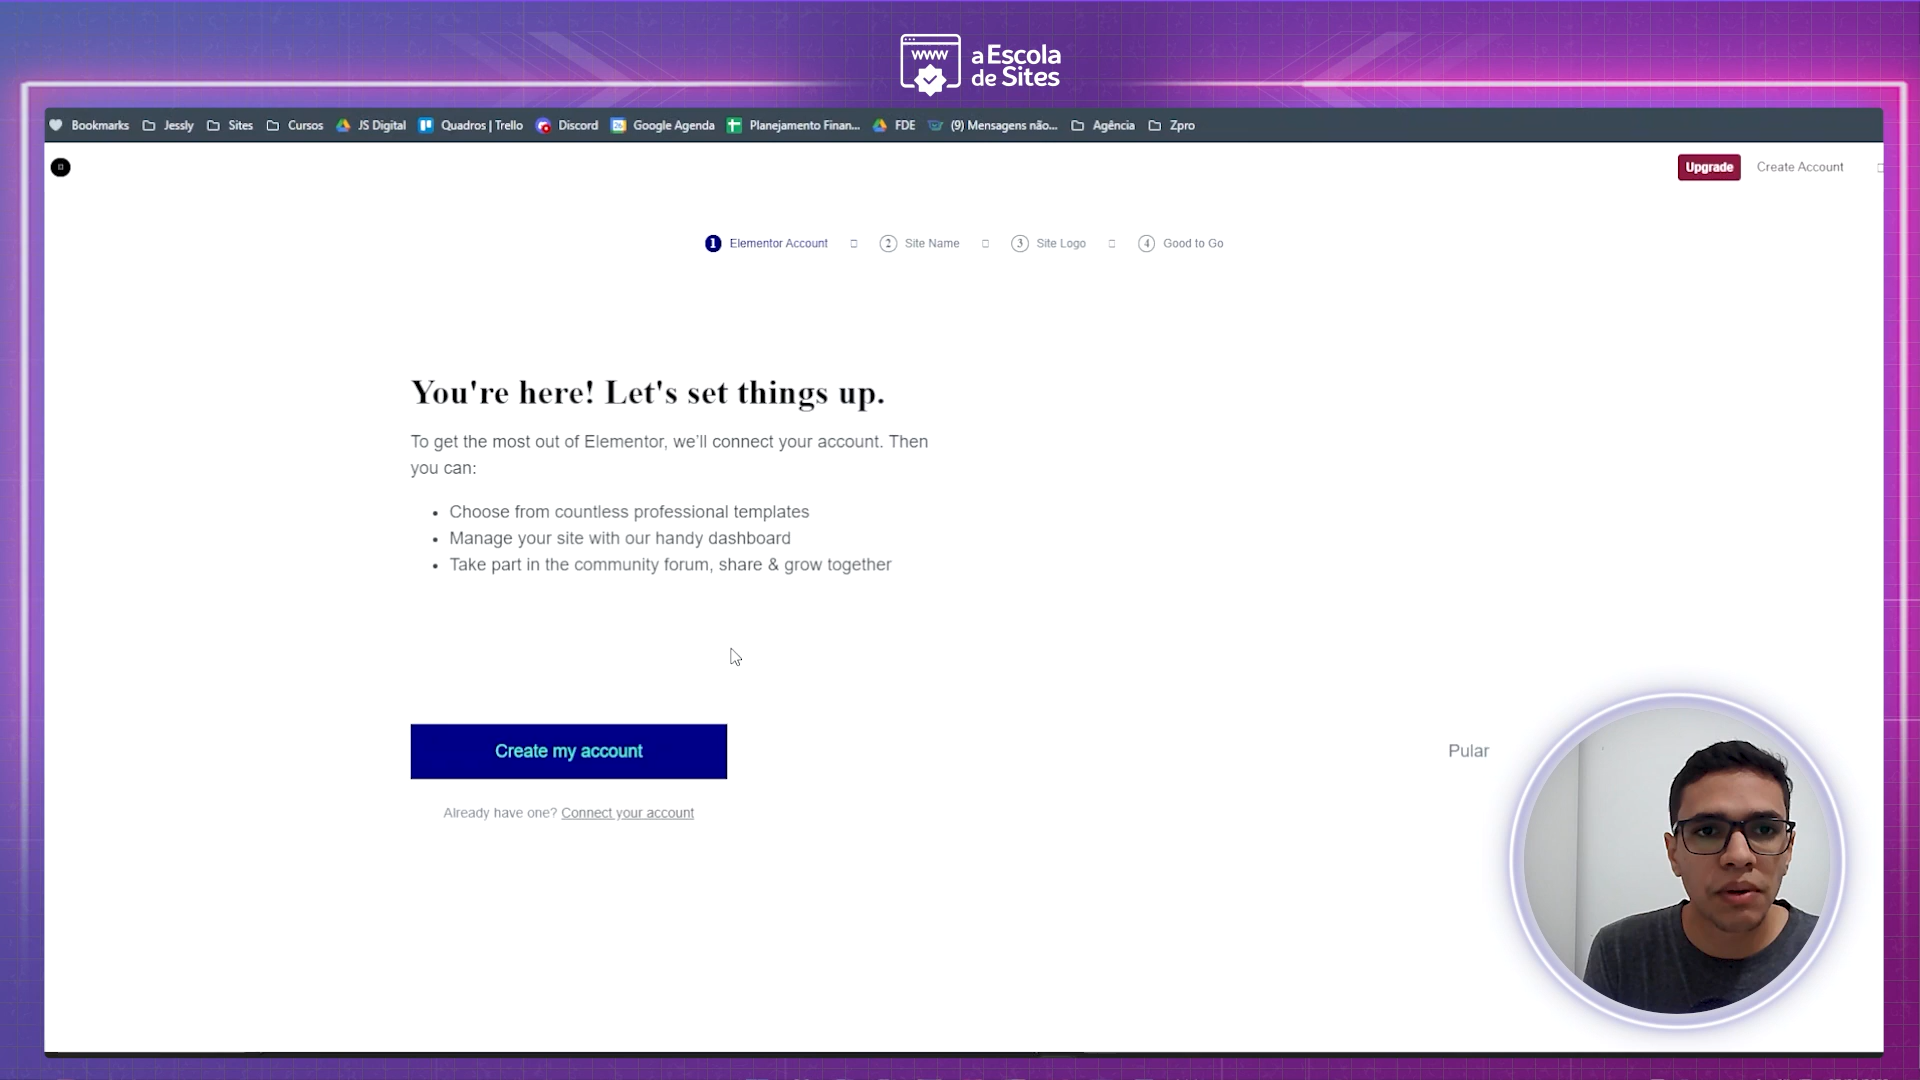 www
a Escola
de Sites
Bookmarks Jessly Sites Cursos JS Digital Quadros | Trello Discord Google Agenda Planejamento Finan... FDE (9) Mensagens não... Agência Zpro
Upgrade Create Account
1 Elementor Account 2 Site Name 3 Site Logo 4 Good to Go
You're here! Let's set things up.
To get the most out of Elementor, we’ll connect your account. Then
you can:
• Choose from countless professional templates
• Manage your site with our handy dashboard
• Take part in the community forum, share & grow together
Create my account
Pular
Already have one? Connect your account